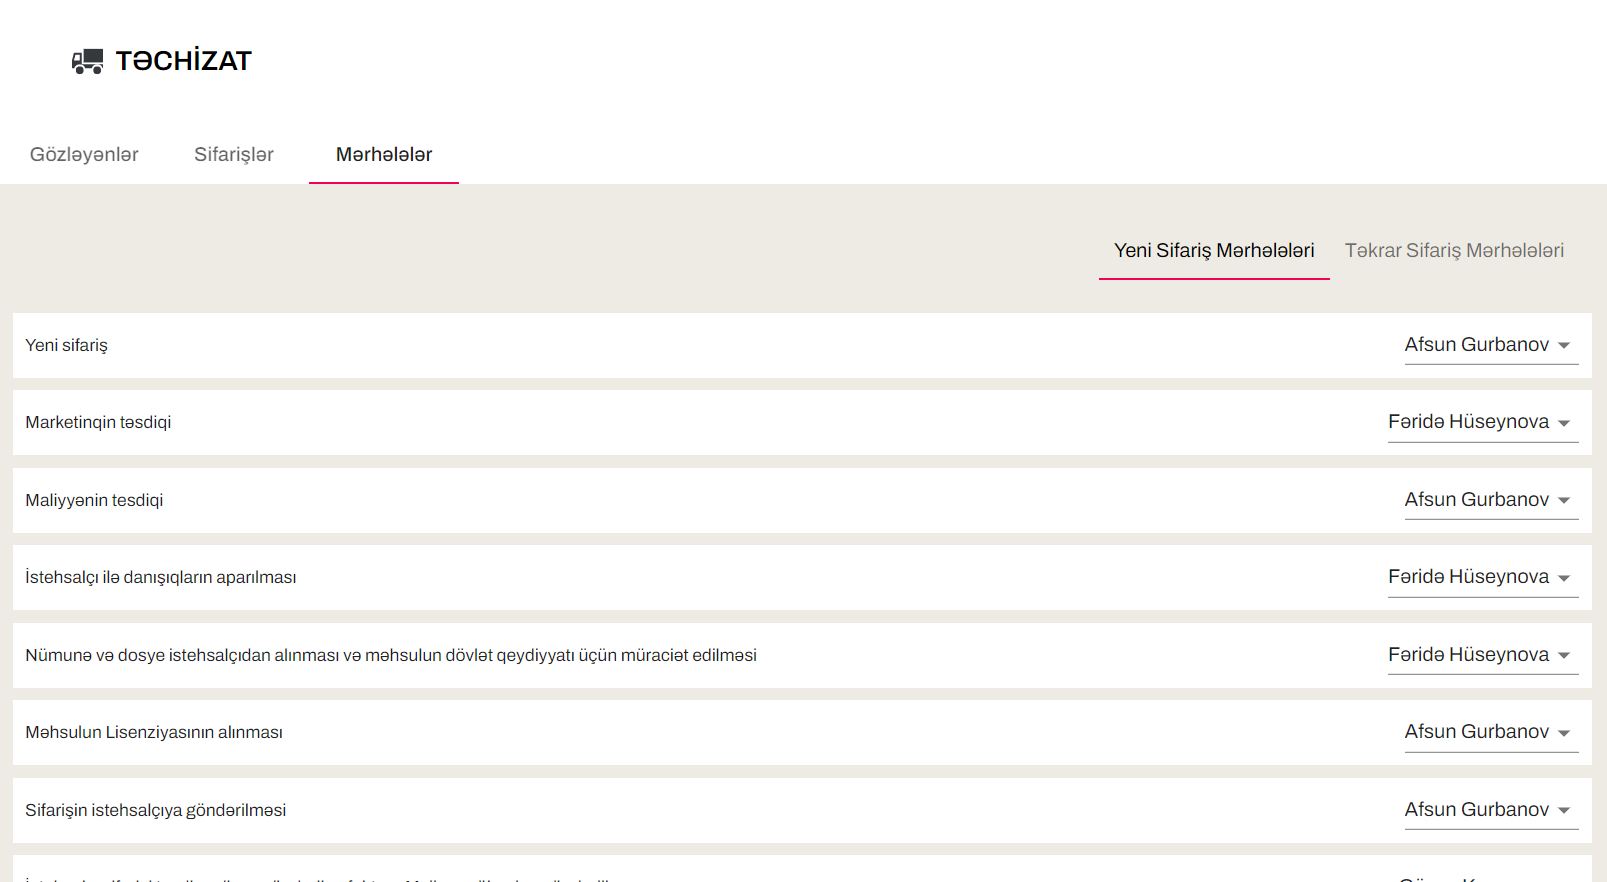 TƏCHİZAT
Gözləyənlər
Sifarişlər
Mərhələlər
Yeni Sifariş Mərhələləri
Təkrar Sifariş Mərhələləri
Yeni sifariş
Afsun Gurbanov
Marketinqin təsdiqi
Fəridə Hüseynova
Maliyyənin tesdiqi
Afsun Gurbanov
İstehsalçı ilə danışıqların aparılması
Fəridə Hüseynova
Nümunə və dosye istehsalçıdan alınması və məhsulun dövlət qeydiyyatı üçün müraciət edilməsi
Fəridə Hüseynova
Məhsulun Lisenziyasının alınması
Afsun Gurbanov
Sifarişin istehsalçıya göndərilməsi
Afsun Gurbanov